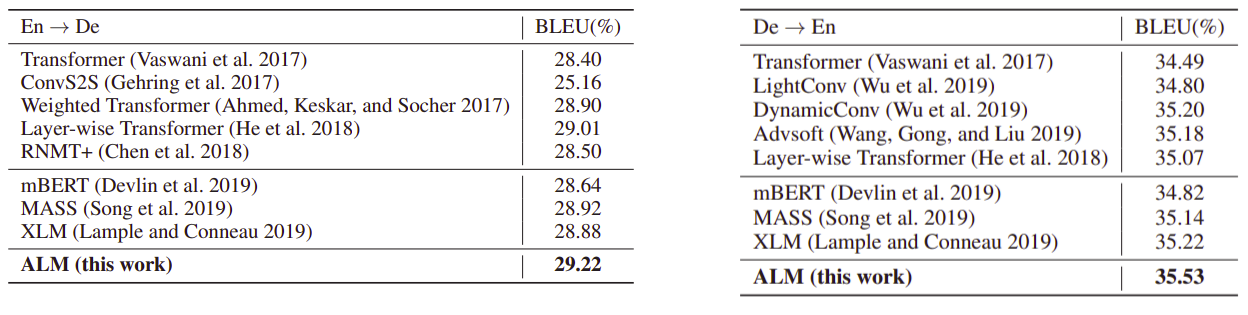 En → De BLEU(%)
Transformer (Vaswani et al. 2017) 28.40
ConvS2S (Gehring et al. 2017) 25.16
Weighted Transformer (Ahmed, Keskar, and Socher 2017) 28.90
Layer-wise Transformer (He et al. 2018) 29.01
RNMT+ (Chen et al. 2018) 28.50
mBERT (Devlin et al. 2019) 28.64
MASS (Song et al. 2019) 28.92
XLM (Lample and Conneau 2019) 28.88
ALM (this work) 29.22
De → En BLEU(%)
Transformer (Vaswani et al. 2017) 34.49
LightConv (Wu et al. 2019) 34.80
DynamicConv (Wu et al. 2019) 35.20
Advsoft (Wang, Gong, and Liu 2019) 35.18
Layer-wise Transformer (He et al. 2018) 35.07
mBERT (Devlin et al. 2019) 34.82
MASS (Song et al. 2019) 35.14
XLM (Lample and Conneau 2019) 35.22
ALM (this work) 35.53